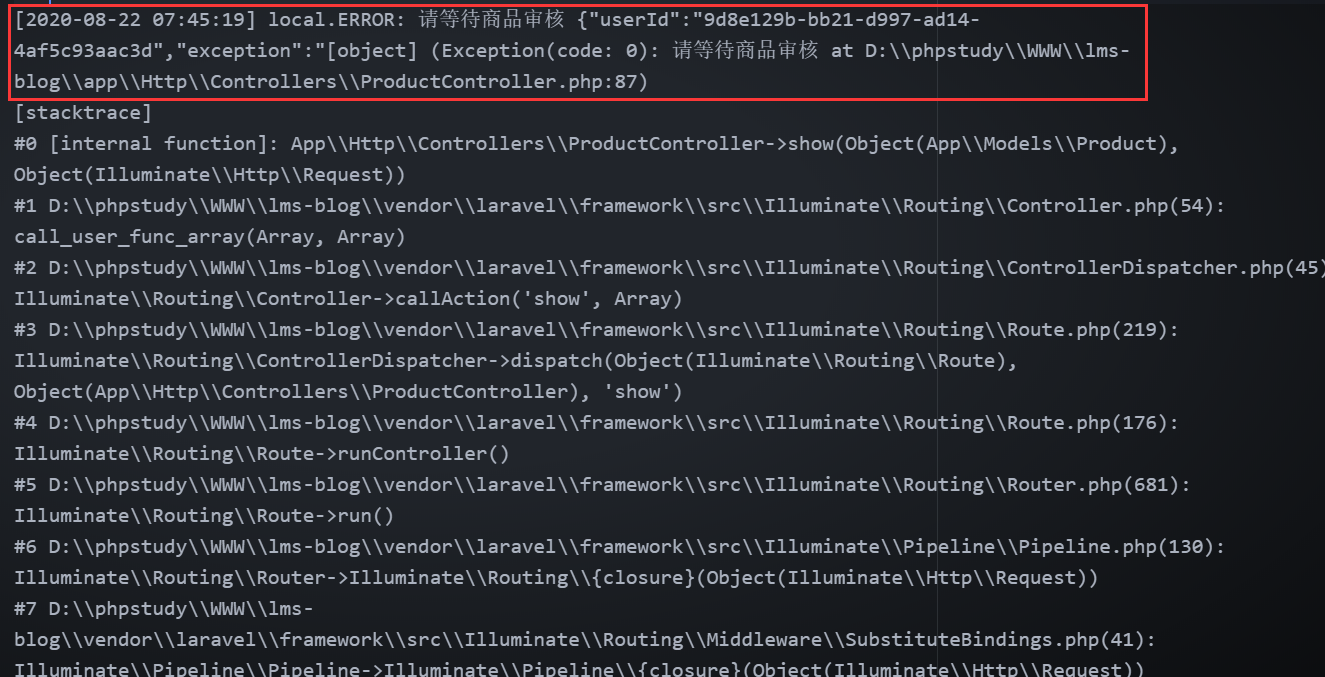 [2020-08-22 07:45:19] local.ERROR: 请等待商品审核 {"userId":"9d8e129b-bb21-d997-ad14-
4af5c93aac3d","exception":"[object] (Exception(code: 0): 请等待商品审核 at D:\\phpstudy\\WWW\\lms-
blog\\app\\Http\\Controllers\\ProductController.php:87)
[stacktrace]
#0 [internal function]: App\\Http\\Controllers\\ProductController->show(Object(App\\Models\\Product),
Object(Illuminate\\Http\\Request))
#1 D:\\phpstudy\\WWW\\lms-blog\\vendor\\laravel\\framework\\src\\Illuminate\\Routing\\Controller.php(54):
call_user_func_array(Array, Array)
#2 D:\\phpstudy\\WWW\\lms-blog\\vendor\\laravel\\framework\\src\\Illuminate\\Routing\\ControllerDispatcher.php(45)
Illuminate\\Routing\\Controller->callAction('show', Array)
#3 D:\\phpstudy\\WWW\\lms-blog\\vendor\\laravel\\framework\\src\\Illuminate\\Routing\\Route.php(219):
Illuminate\\Routing\\ControllerDispatcher->dispatch(Object(Illuminate\\Routing\\Route),
Object(App\\Http\\Controllers\\ProductController), 'show')
#4 D:\\phpstudy\\WWW\\lms-blog\\vendor\\laravel\\framework\\src\\Illuminate\\Routing\\Route.php(176):
Illuminate\\Routing\\Route->runController()
#5 D:\\phpstudy\\WWW\\lms-blog\\vendor\\laravel\\framework\\src\\Illuminate\\Routing\\Router.php(681):
Illuminate\\Routing\\Route->run()
#6 D:\\phpstudy\\WWW\\lms-blog\\vendor\\laravel\\framework\\src\\Illuminate\\Pipeline\\Pipeline.php(130):
Illuminate\\Routing\\Router->Illuminate\\Routing\\{closure}(Object(Illuminate\\Http\\Request))
#7 D:\\phpstudy\\WWW\\lms-
blog\\vendor\\laravel\\framework\\src\\Illuminate\\Routing\\Middleware\\SubstituteBindings.php(41):
Illuminate\\Pipeline\\Pipeline->Illuminate\\Pipeline\\{closure}(Object(Illuminate\\Http\\Request))